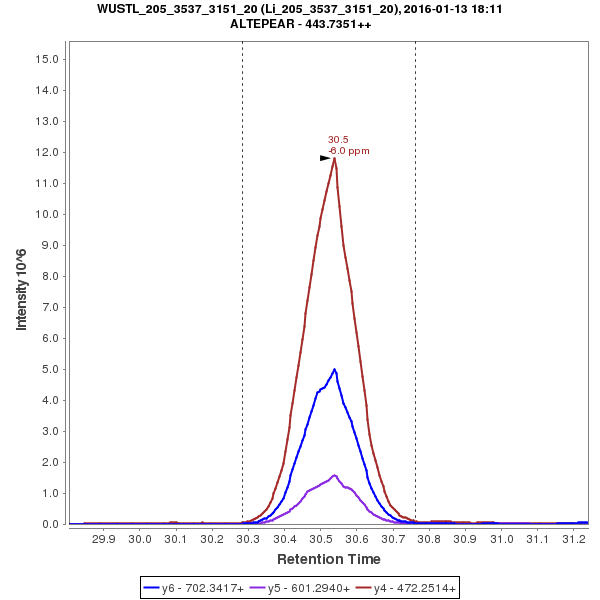 WUSTL_205_3537_3151_20 (Li_205_3537_3151_20), 2016-01-13 18:11
ALTEPEAR - 443.7351++
30.5
-6.0 ppm
15.0
14.0
13.0
12.0
11.0
10.0
9.0
8.0
7.0
6.0
5.0
4.0
3.0
2.0
1.0
0.0
Intensity 10^6
29.9 30.0 30.1 30.2 30.3 30.4 30.5 30.6 30.7 30.8 30.9 31.0 31.1 31.2
Retention Time
y6 - 702.3417+ y5 - 601.2940+ y4 - 472.2514+